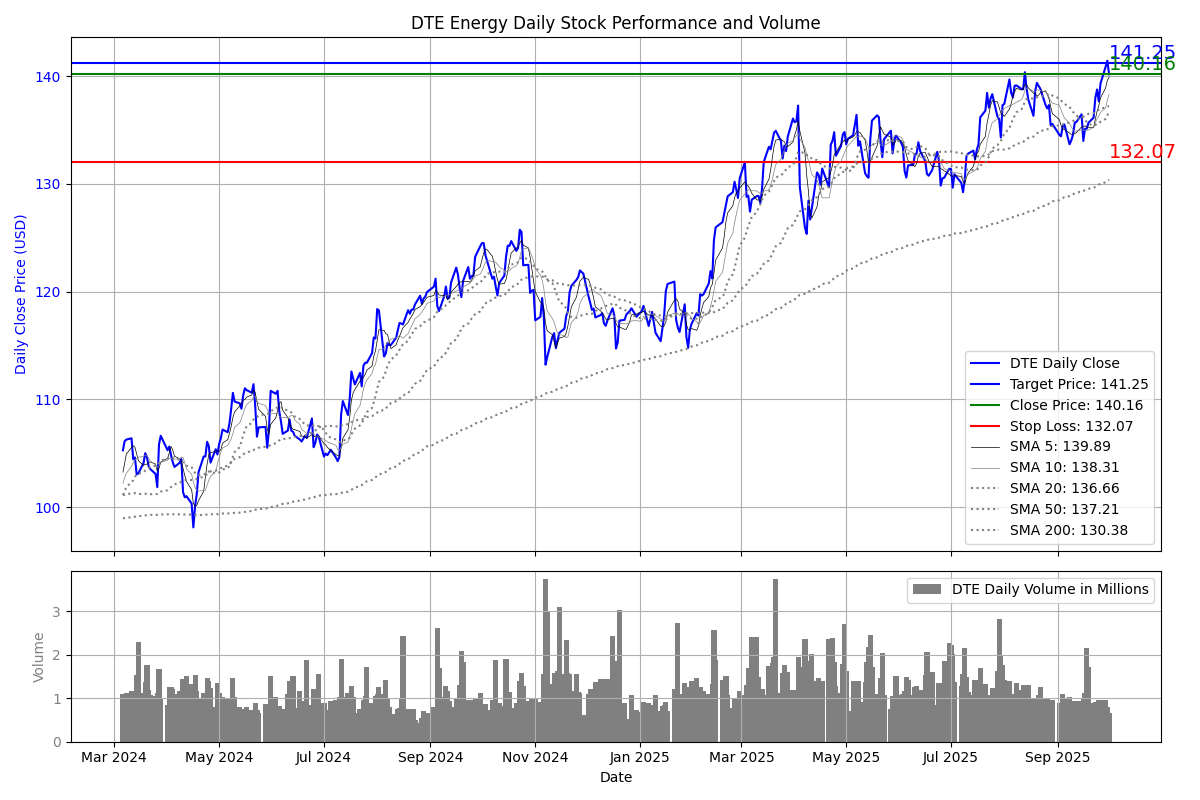 DTE Energy Daily Stock Performance and Volume
141.25
140.16
132.07
Daily Close Price (USD)
140
130
120
110
100
DTE Daily Close
Target Price: 141.25
Close Price: 140.16
Stop Loss: 132.07
SMA 5: 139.89
SMA 10: 138.31
SMA 20: 136.66
SMA 50: 137.21
SMA 200: 130.38
DTE Daily Volume in Millions
Volume
3
2
1
0
Mar 2024 May 2024 Jul 2024 Sep 2024 Nov 2024 Jan 2025 Mar 2025 May 2025 Jul 2025 Sep 2025
Date